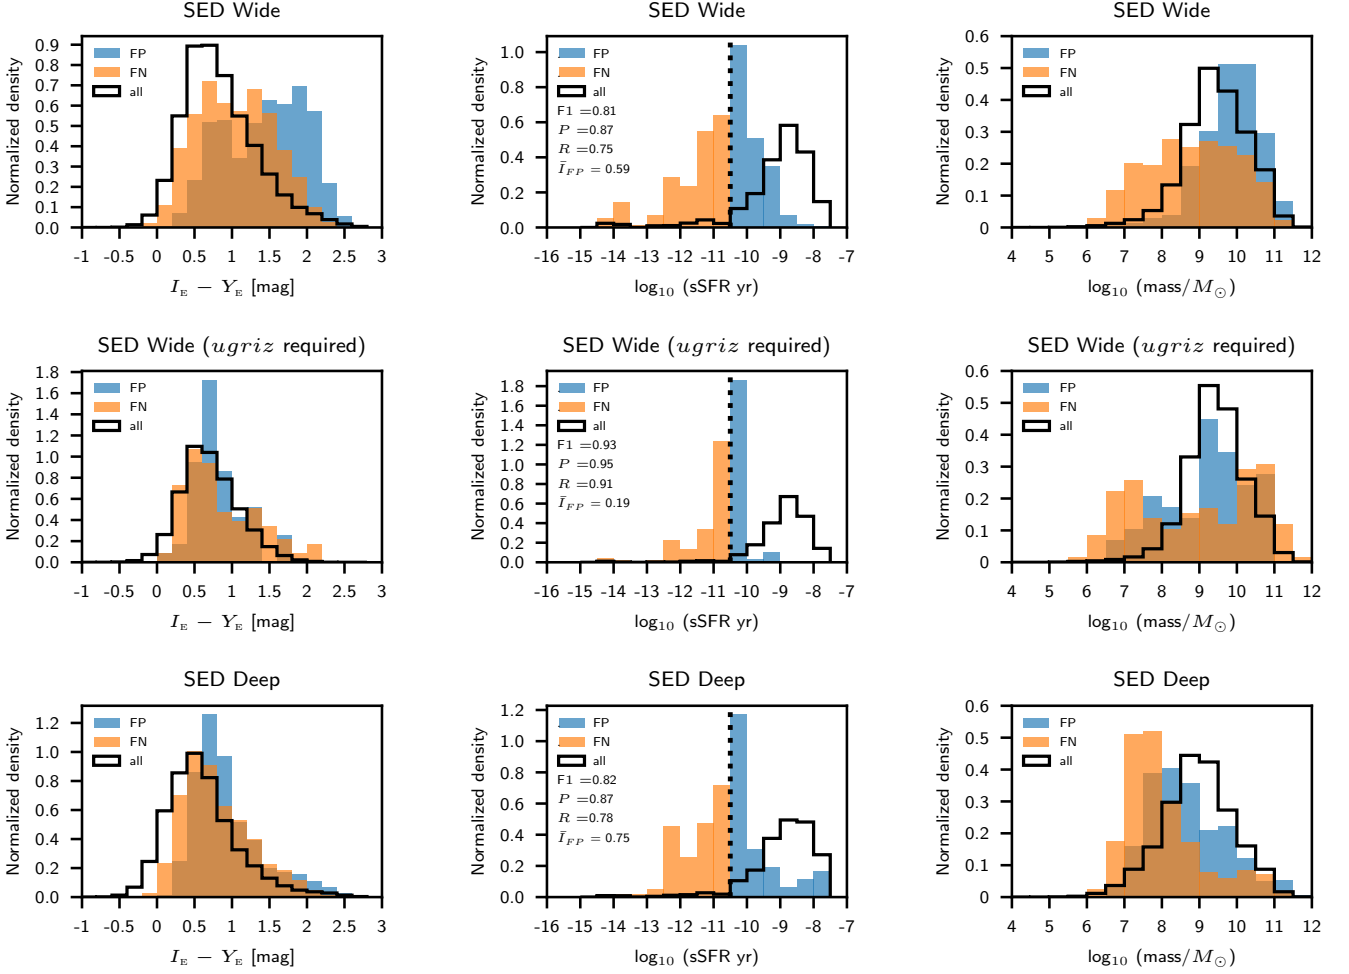 SED Wide
SED Wide
SED Wide
Normalized density
0.9
0.8
0.7
0.6
0.5
0.4
0.3
0.2
0.1
0.0
FP
FN
all
-1 -0.5 0 0.5 1 1.5 2 2.5 3
I_E − Y_E [mag]
Normalized density
1.0
0.8
0.6
0.4
0.2
0.0
FP
FN
all
F1 =0.81
P =0.87
R =0.75
Ī_FP = 0.59
-16 -15 -14 -13 -12 -11 -10 -9 -8 -7
log₁₀ (sSFR yr)
Normalized density
0.6
0.5
0.4
0.3
0.2
0.1
0
FP
FN
all
4 5 6 7 8 9 10 11 12
log₁₀ (mass/M⊙)
SED Wide (ugriz required)
SED Wide (ugriz required)
SED Wide (ugriz required)
Normalized density
1.8
1.6
1.4
1.2
1.0
0.8
0.6
0.4
0.2
0.0
FP
FN
all
-1 -0.5 0 0.5 1 1.5 2 2.5 3
I_E − Y_E [mag]
Normalized density
1.8
1.6
1.4
1.2
1.0
0.8
0.6
0.4
0.2
0.0
FP
FN
all
F1 =0.93
P =0.95
R =0.91
Ī_FP = 0.19
-16 -15 -14 -13 -12 -11 -10 -9 -8 -7
log₁₀ (sSFR yr)
Normalized density
0.6
0.5
0.4
0.3
0.2
0.1
0
FP
FN
all
4 5 6 7 8 9 10 11 12
log₁₀ (mass/M⊙)
SED Deep
SED Deep
SED Deep
Normalized density
1.2
1.0
0.8
0.6
0.4
0.2
0.0
FP
FN
all
-1 -0.5 0 0.5 1 1.5 2 2.5 3
I_E − Y_E [mag]
Normalized density
1.2
1.0
0.8
0.6
0.4
0.2
0.0
FP
FN
all
F1 =0.82
P =0.87
R =0.78
Ī_FP = 0.75
-16 -15 -14 -13 -12 -11 -10 -9 -8 -7
log₁₀ (sSFR yr)
Normalized density
0.6
0.5
0.4
0.3
0.2
0.1
0
FP
FN
all
4 5 6 7 8 9 10 11 12
log₁₀ (mass/M⊙)